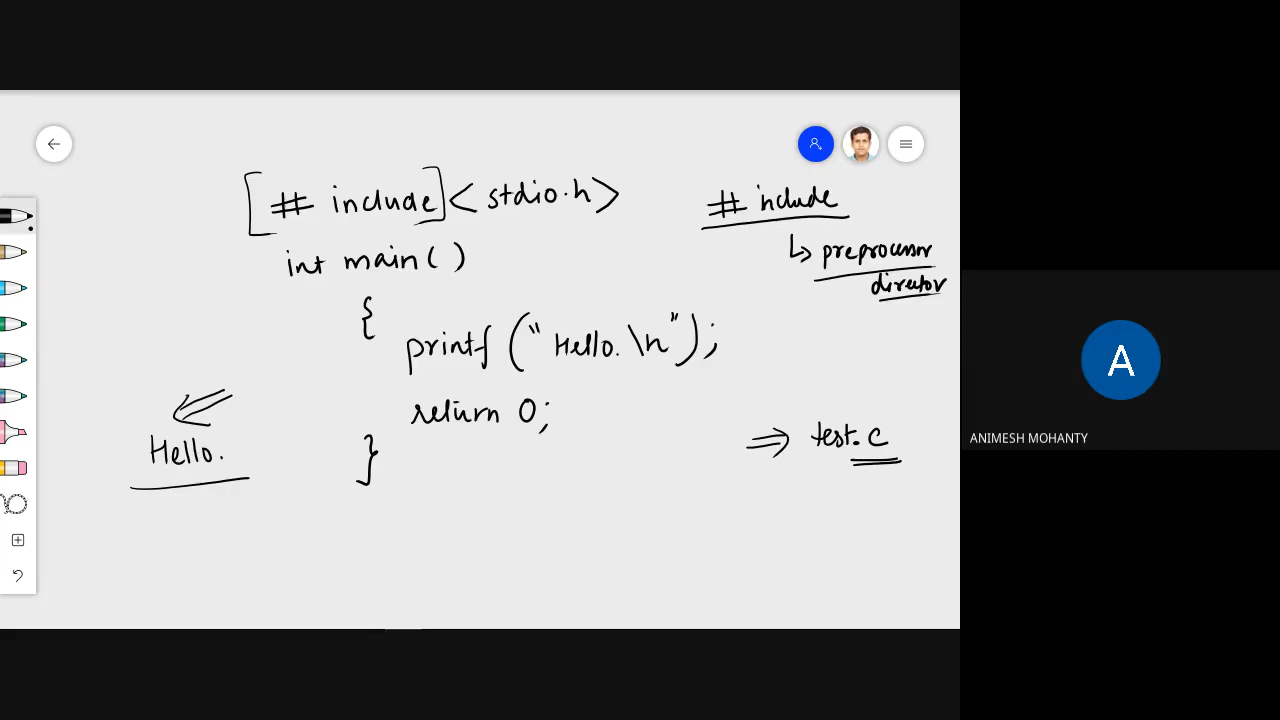 [# include] <stdio.h>
int main( )
{
printf ("Hello. \n");
return 0;
}
Hello.
# include
↳ preprocessor
director
⇒ test.c
A
ANIMESH MOHANTY